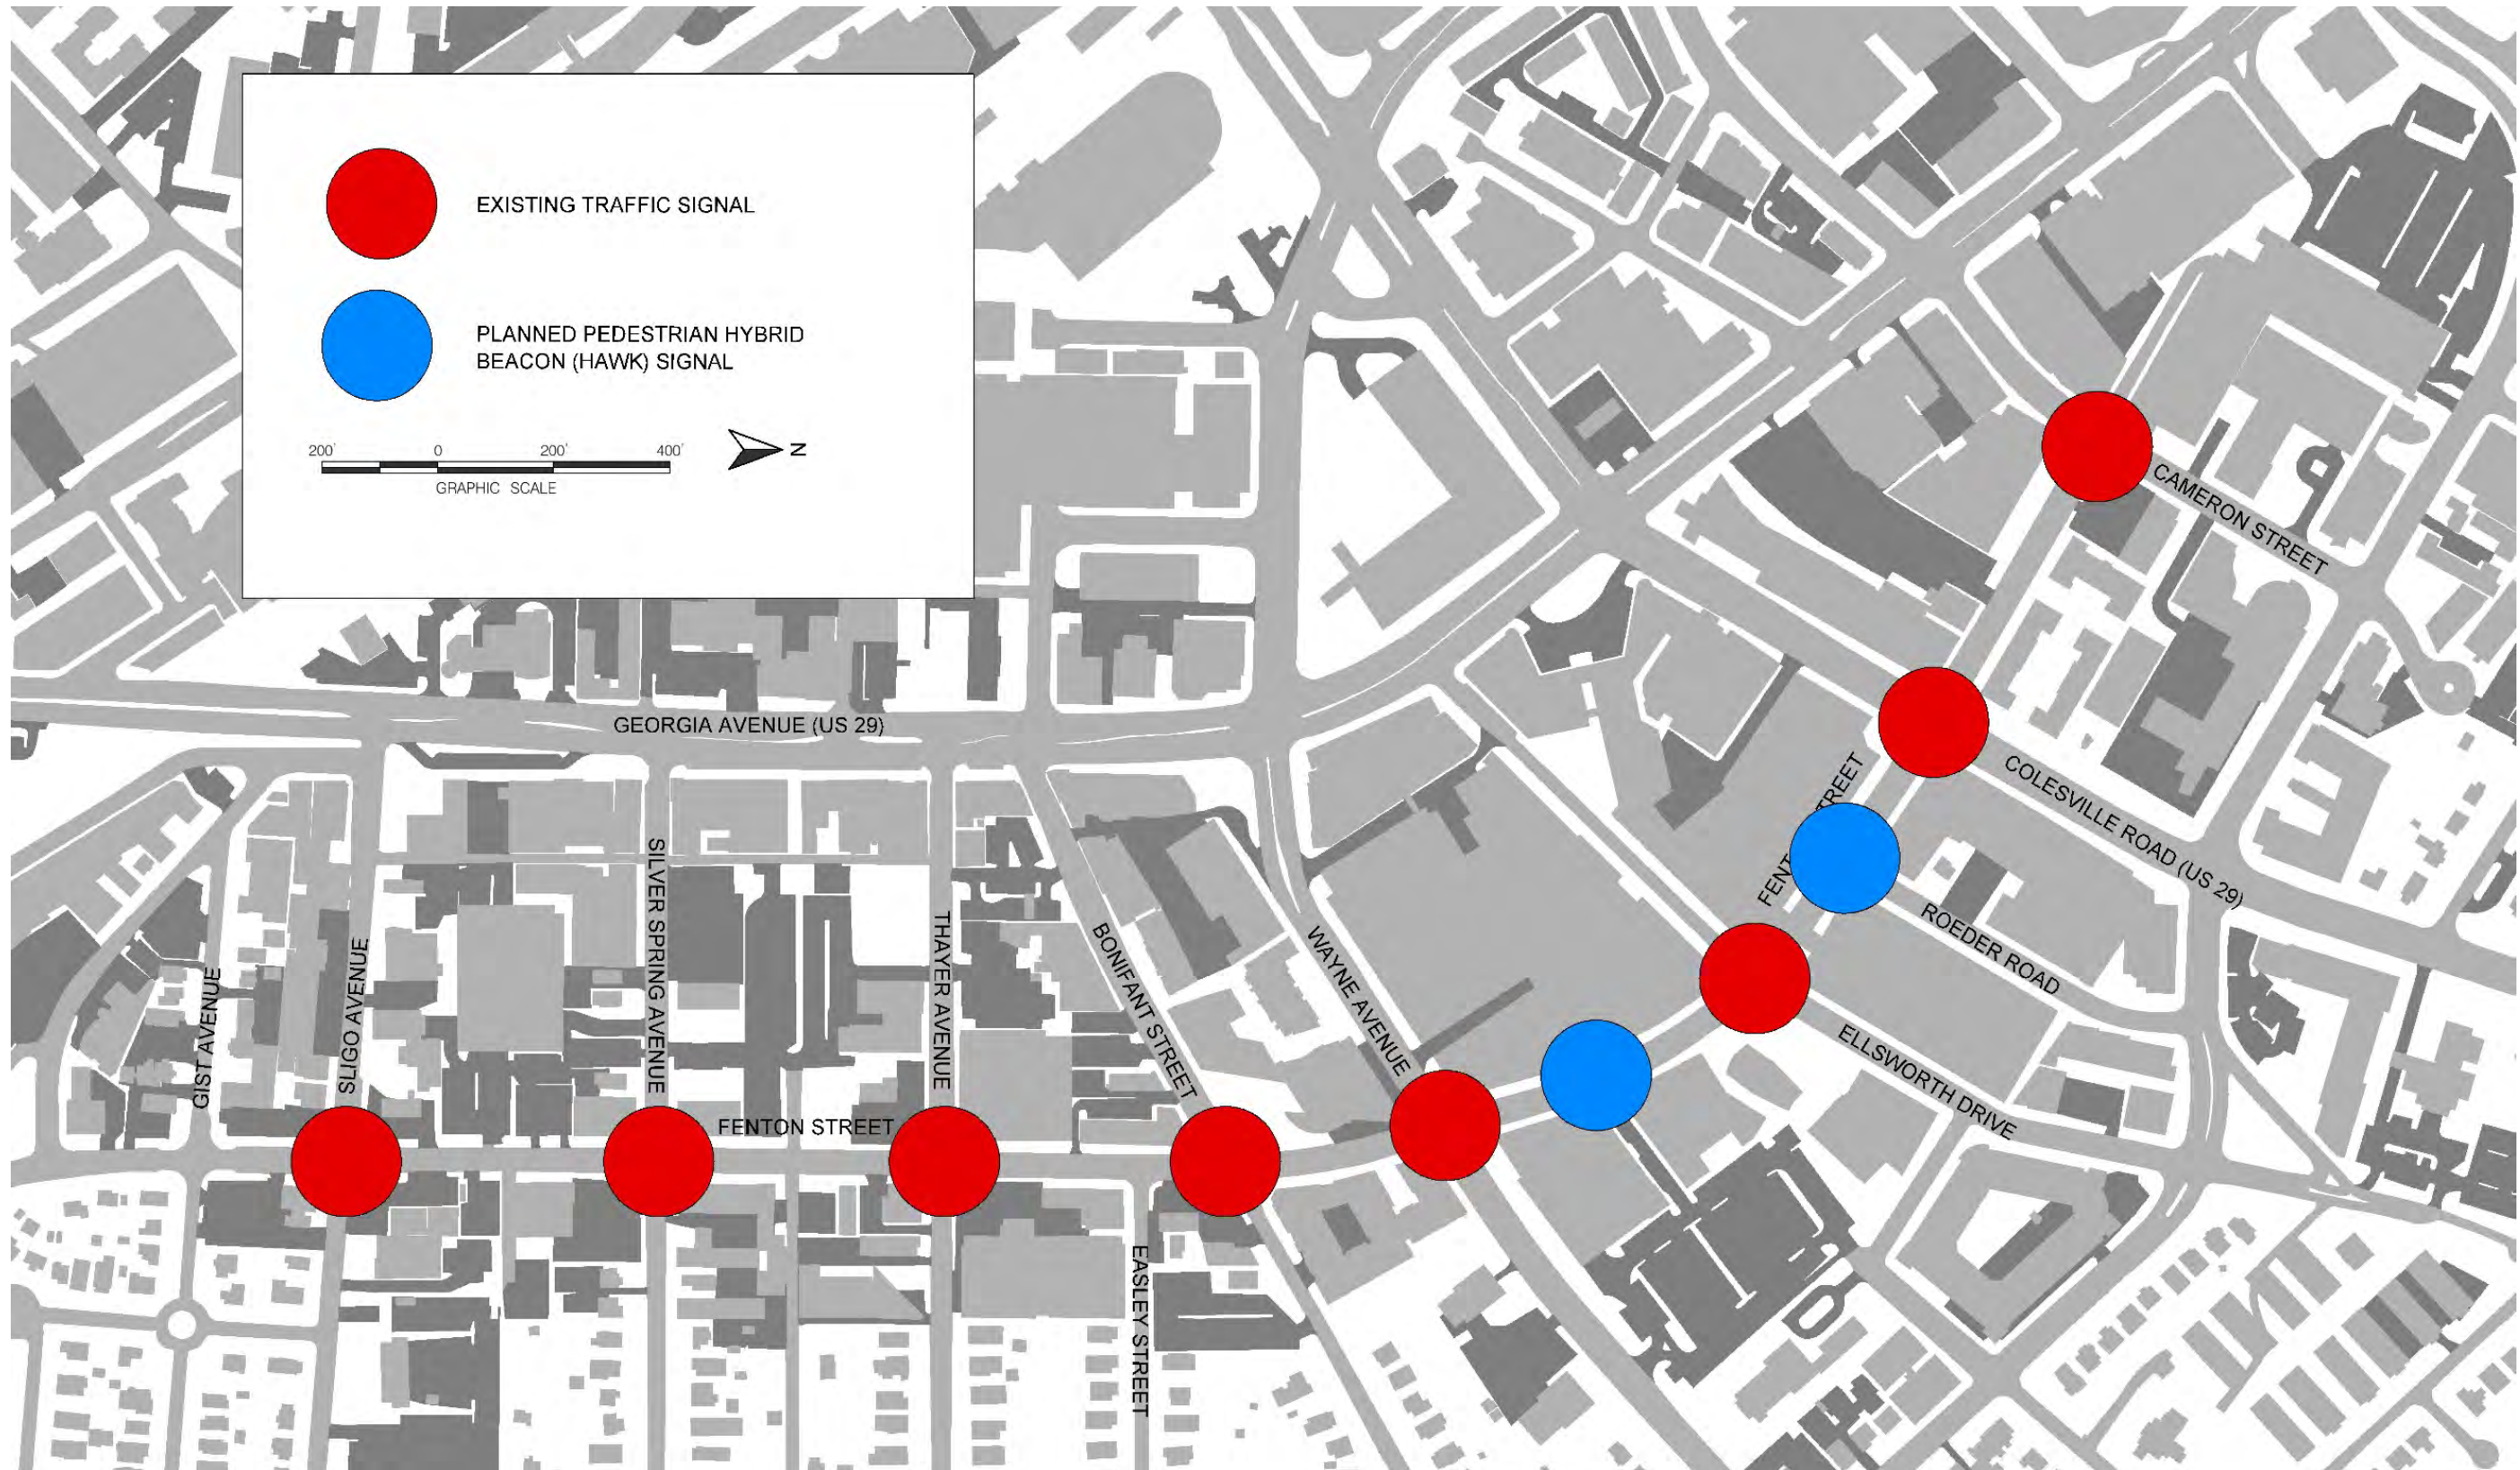 EXISTING TRAFFIC SIGNAL
PLANNED PEDESTRIAN HYBRID
BEACON (HAWK) SIGNAL
200' 0 200' 400'
GRAPHIC SCALE
N
CAMERON STREET
GEORGIA AVENUE (US 29)
COLESVILLE ROAD (US 29)
FENT TREET
ROEDER ROAD
ELLSWORTH DRIVE
WAYNE AVENUE
BONIFANT STREET
THAYER AVENUE
SILVER SPRING AVENUE
SLIGO AVENUE
GIST AVENUE
FENTON STREET
EASLEY STREET